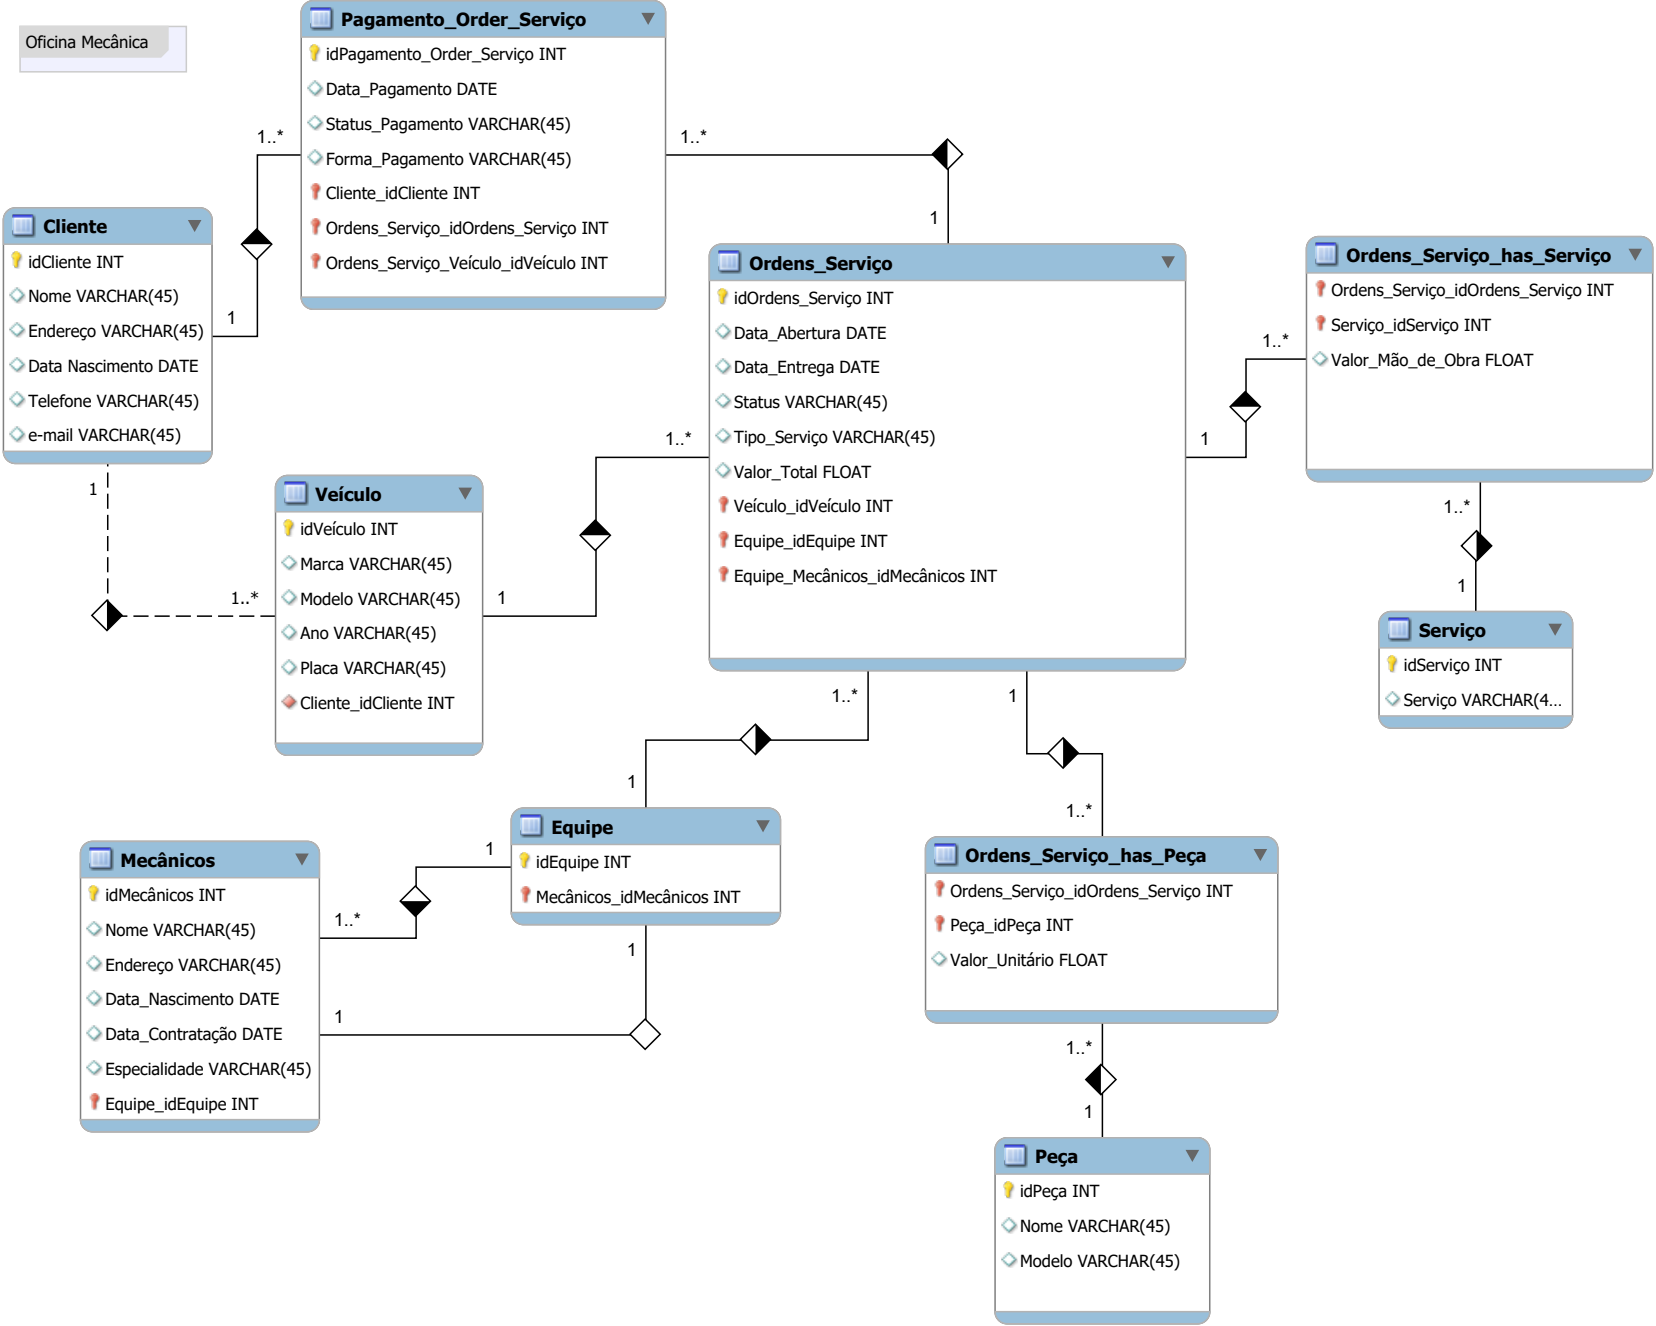 Oficina Mecânica
Pagamento_Order_Serviço
idPagamento_Order_Serviço INT
Data_Pagamento DATE
Status_Pagamento VARCHAR(45)
Forma_Pagamento VARCHAR(45)
Cliente_idCliente INT
Ordens_Serviço_idOrdens_Serviço INT
Ordens_Serviço_Veículo_idVeículo INT
1..*
1..*
1
1
Cliente
idCliente INT
Nome VARCHAR(45)
Endereço VARCHAR(45)
Data Nascimento DATE
Telefone VARCHAR(45)
e-mail VARCHAR(45)
1
1..*
Veículo
idVeículo INT
Marca VARCHAR(45)
Modelo VARCHAR(45)
Ano VARCHAR(45)
Placa VARCHAR(45)
Cliente_idCliente INT
1
1..*
Ordens_Serviço
idOrdens_Serviço INT
Data_Abertura DATE
Data_Entrega DATE
Status VARCHAR(45)
Tipo_Serviço VARCHAR(45)
Valor_Total FLOAT
Veículo_idVeículo INT
Equipe_idEquipe INT
Equipe_Mecânicos_idMecânicos INT
1
1..*
Ordens_Serviço_has_Serviço
Ordens_Serviço_idOrdens_Serviço INT
Serviço_idServiço INT
Valor_Mão_de_Obra FLOAT
1..*
1
Serviço
idServiço INT
Serviço VARCHAR(4...
1..*
1
1
1..*
Equipe
idEquipe INT
Mecânicos_idMecânicos INT
1
1..*
1
1
Mecânicos
idMecânicos INT
Nome VARCHAR(45)
Endereço VARCHAR(45)
Data_Nascimento DATE
Data_Contratação DATE
Especialidade VARCHAR(45)
Equipe_idEquipe INT
Ordens_Serviço_has_Peça
Ordens_Serviço_idOrdens_Serviço INT
Peça_idPeça INT
Valor_Unitário FLOAT
1..*
1
Peça
idPeça INT
Nome VARCHAR(45)
Modelo VARCHAR(45)